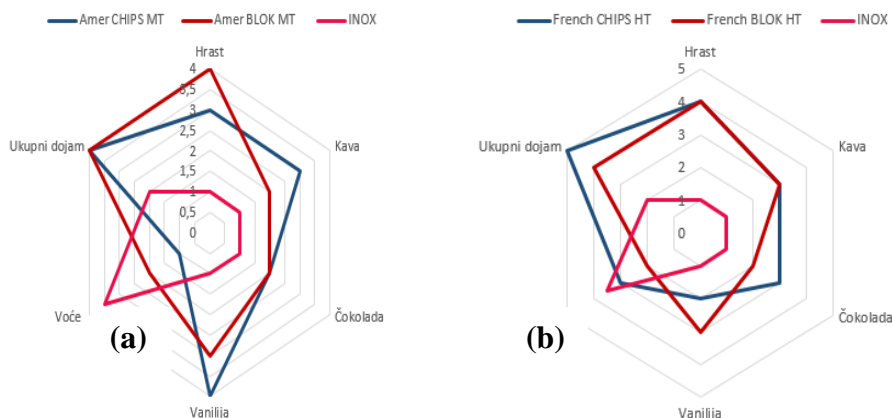 Amer CHIPS MT Amer BLOK MT INOX
Hrast
4
3,5
3
2,5
2
1,5
1
0,5
0
Kava
Čokolada
Vanilija
Voće
Ukupni dojam
(a)
French CHIPS HT French BLOK HT INOX
Hrast
5
4
3
2
1
0
Kava
Čokolada
Vanilija
Ukupni dojam
(b)